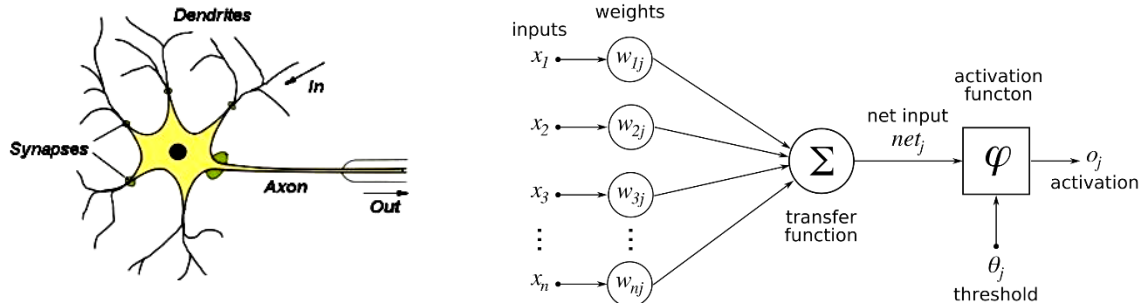 Dendrites
In
Synapses
Axon
Out
weights
inputs
x₁
w₁ⱼ
x₂
w₂ⱼ
x₃
w₃ⱼ
⋮ ⋮
xₙ
wₙⱼ
Σ
transfer
function
net input
netⱼ
activation
functon
φ
oⱼ
activation
θⱼ
threshold